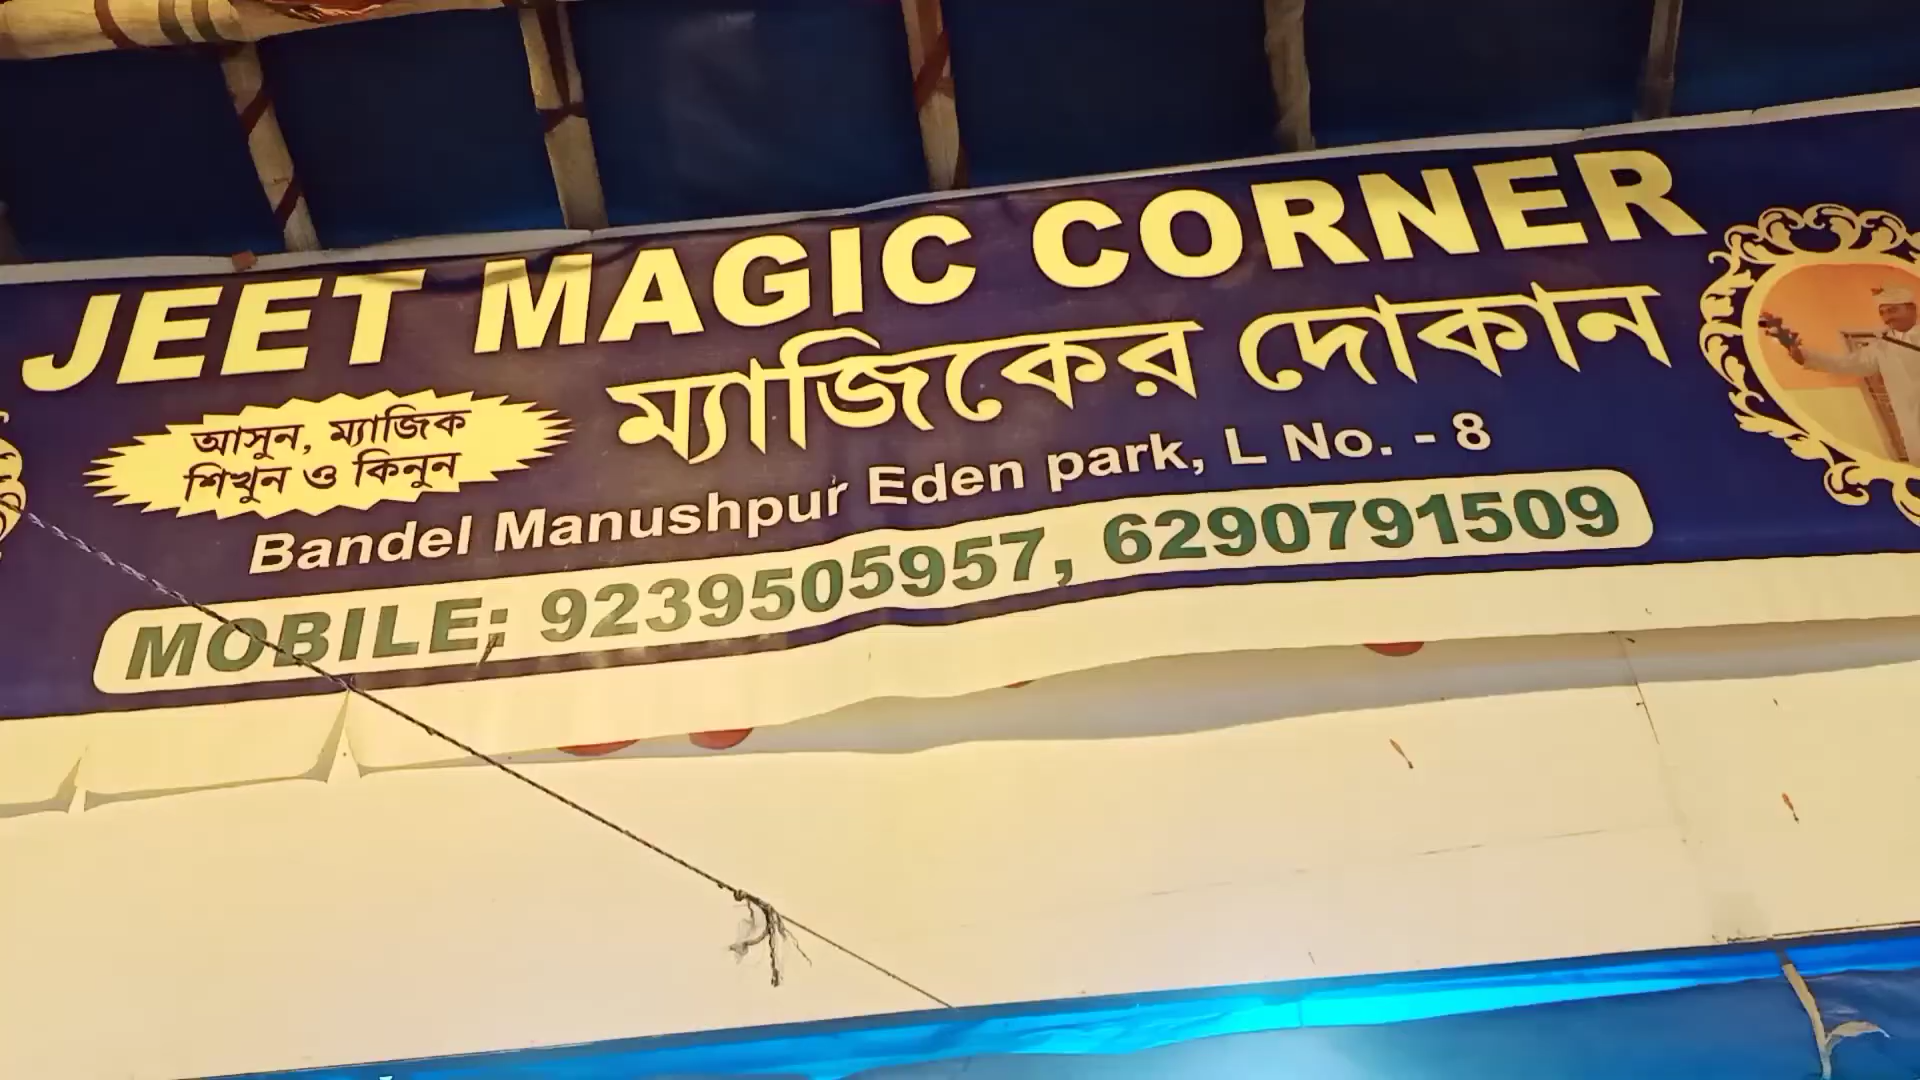 JEET MAGIC CORNER
ম্যাজিকের দোকান
আসুন, ম্যাজিক
শিখুন ও কিনুন
Bandel Manushpur Eden park, L No. - 8
MOBILE: 9239505957, 6290791509